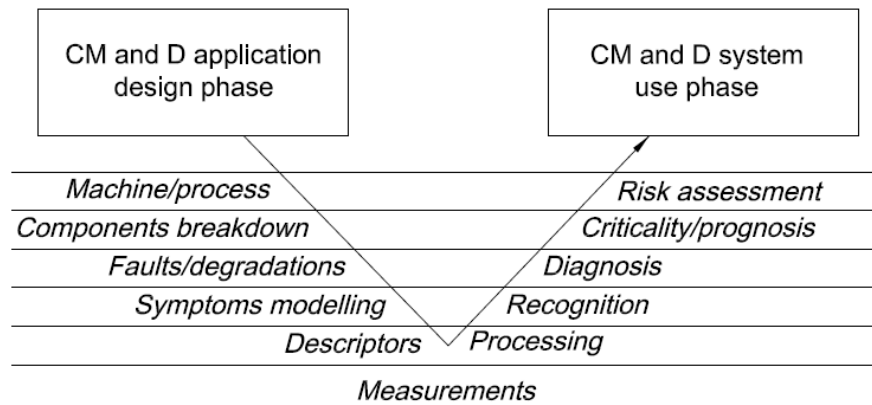 CM and D application
design phase
CM and D system
use phase
Machine/process
Risk assessment
Components breakdown
Criticality/prognosis
Faults/degradations
Diagnosis
Symptoms modelling
Recognition
Descriptors
Processing
Measurements